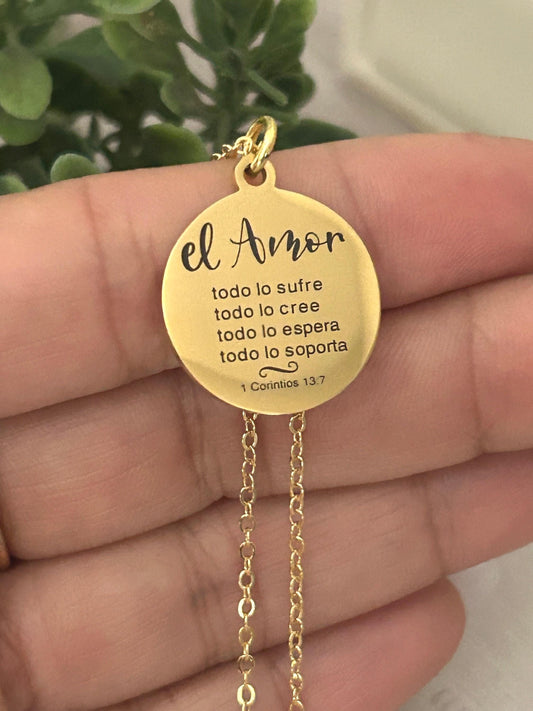 el Amor
todo lo sufre
todo lo cree
todo lo espera
todo lo soporta
1 Corintios 13:7